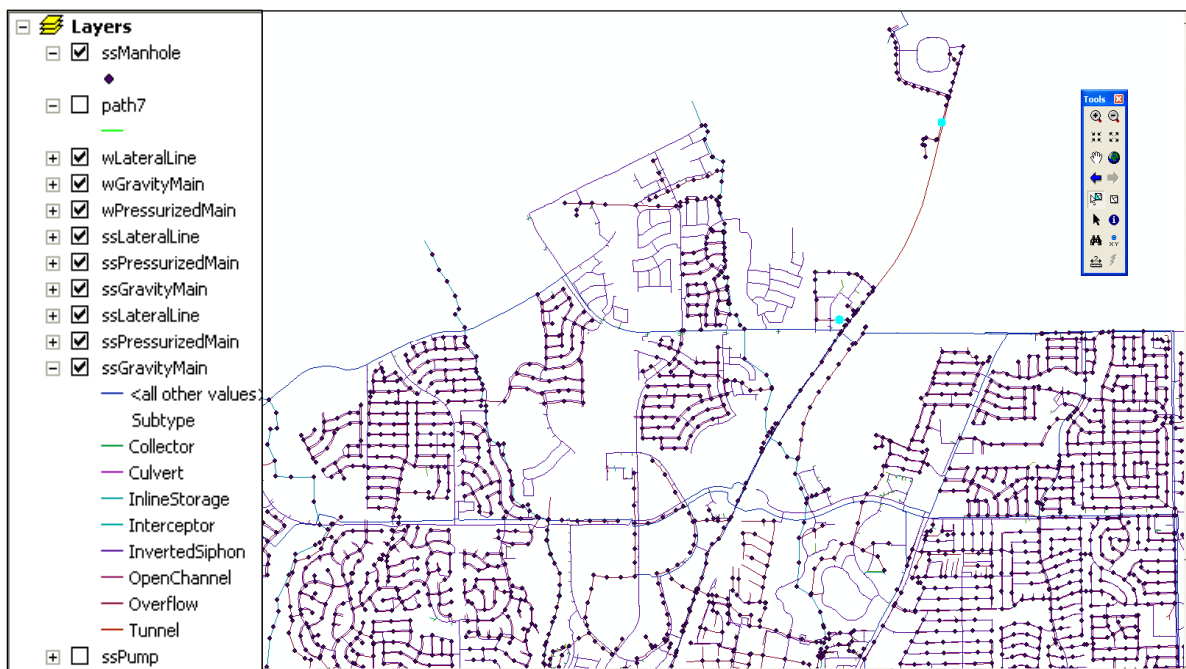 Layers
ssManhole
path7
wLateralLine
wGravityMain
wPressurizedMain
ssLateralLine
ssPressurizedMain
ssGravityMain
ssLateralLine
ssPressurizedMain
ssGravityMain
<all other values>
Subtype
Collector
Culvert
InlineStorage
Interceptor
InvertedSiphon
OpenChannel
Overflow
Tunnel
ssPump
Tools
XY